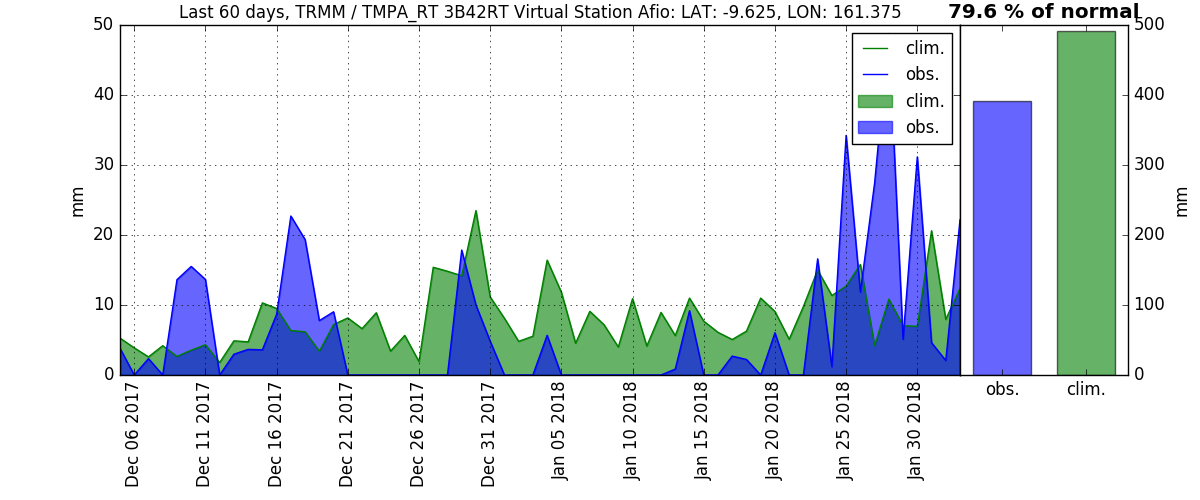 Last 60 days, TRMM / TMPA_RT 3B42RT Virtual Station Afio: LAT: -9.625, LON: 161.375
79.6 % of normal
50
40
30
20
10
0
mm
clim.
obs.
clim.
obs.
500
400
300
200
100
0
mm
Dec 06 2017
Dec 11 2017
Dec 16 2017
Dec 21 2017
Dec 26 2017
Dec 31 2017
Jan 05 2018
Jan 10 2018
Jan 15 2018
Jan 20 2018
Jan 25 2018
Jan 30 2018
obs.
clim.